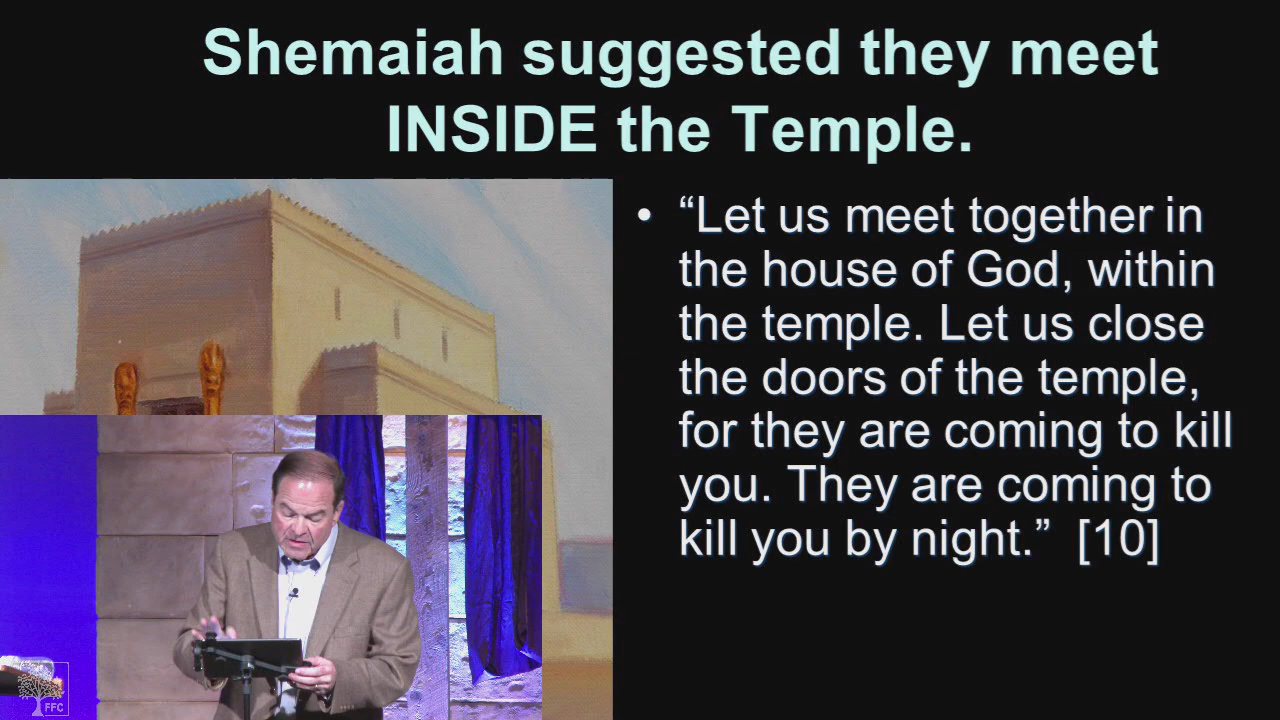 Shemaiah suggested they meet
INSIDE the Temple.
• “Let us meet together in
the house of God, within
the temple. Let us close
the doors of the temple,
for they are coming to kill
you. They are coming to
kill you by night.” [10]
FFC